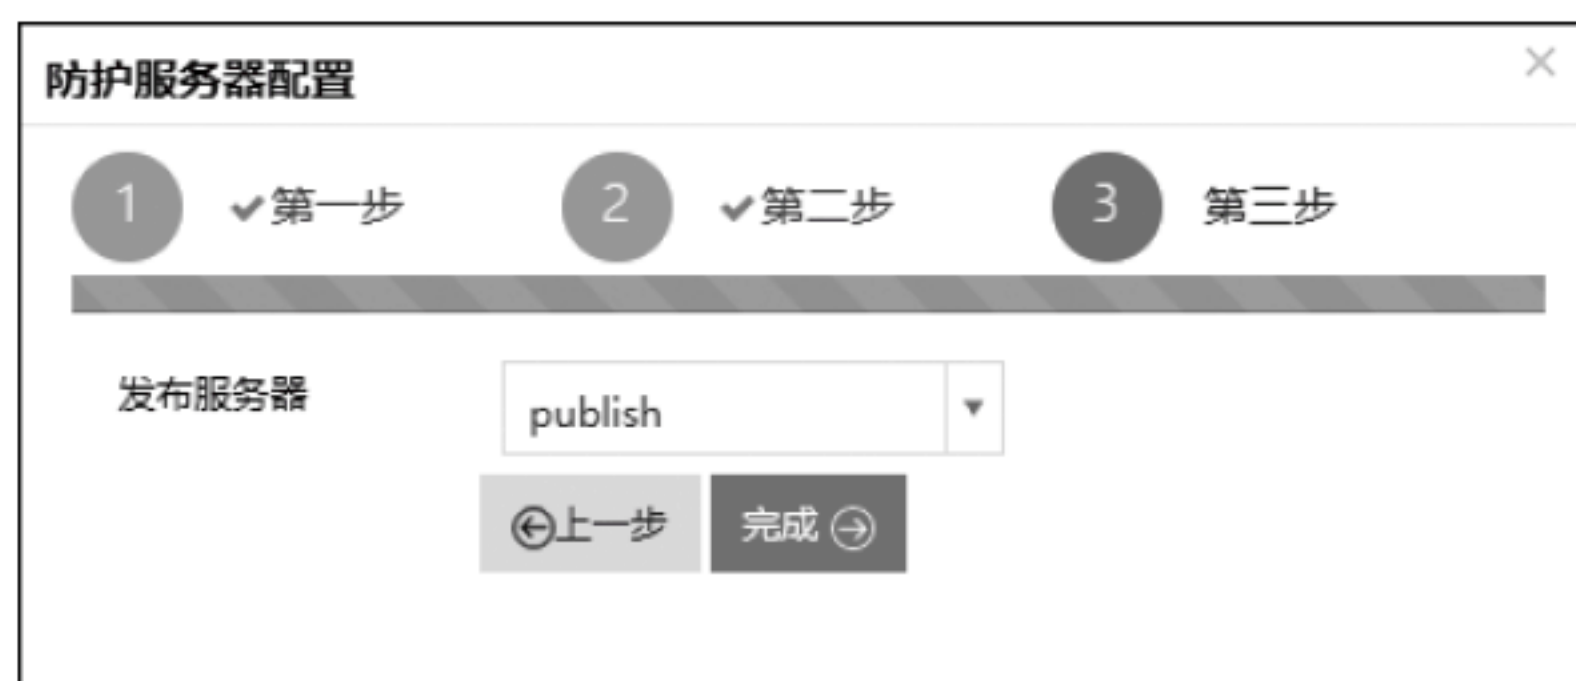 防护服务器配置
1 第一步 2 第二步 3 第三步
发布服务器 publish
上一步 完成